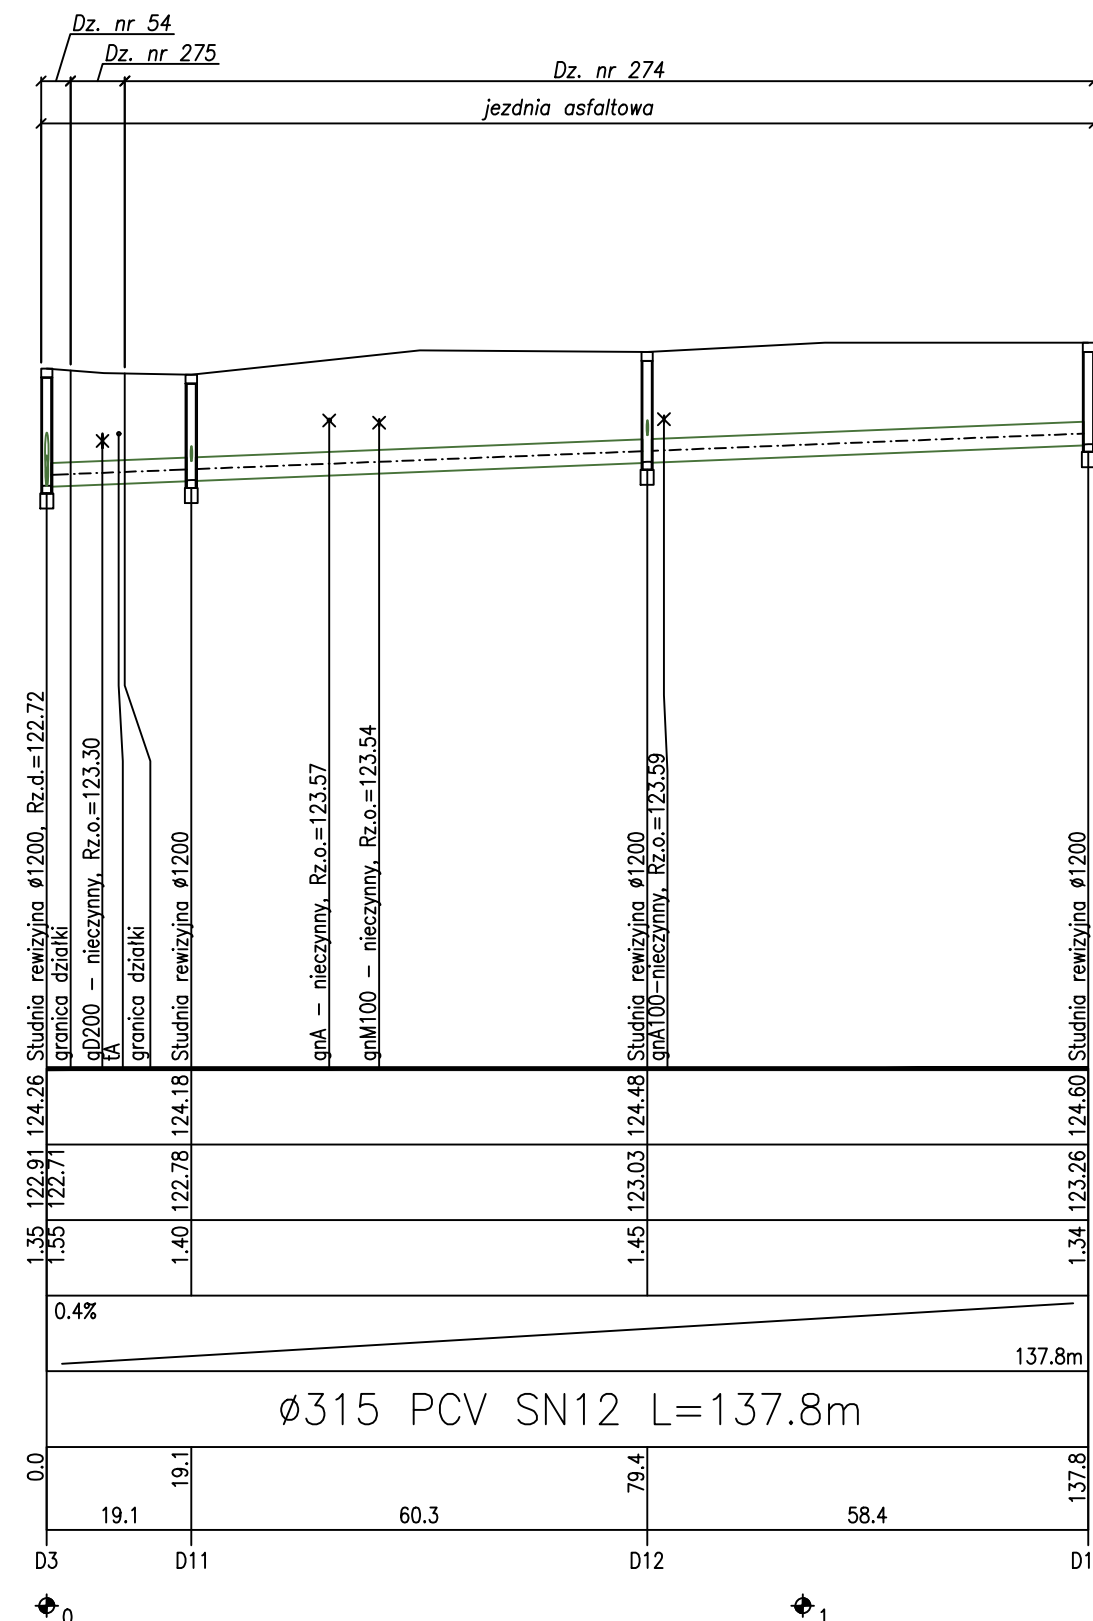 Dz. nr 54
Dz. nr 275
Dz. nr 274
jezdnia asfaltowa
Studnia rewizyjna ø1200, Rz.d.=122.72
granica działki
gD200 - nieczynny, Rz.o.=123.30
tA
granica działki
Studnia rewizyjna ø1200
gnA - nieczynny, Rz.o.=123.57
gnM100 - nieczynny, Rz.o.=123.54
Studnia rewizyjna ø1200
gnA100-nieczynny, Rz.o.=123.59
Studnia rewizyjna ø1200
124.26
124.18
124.48
124.60
122.91
122.71
122.78
123.03
123.26
1.35
1.55
1.40
1.45
1.34
0.4%
137.8m
ø315 PCV SN12 L=137.8m
0.0
19.1
79.4
137.8
19.1
60.3
58.4
D3
D11
D12
D1
0
1